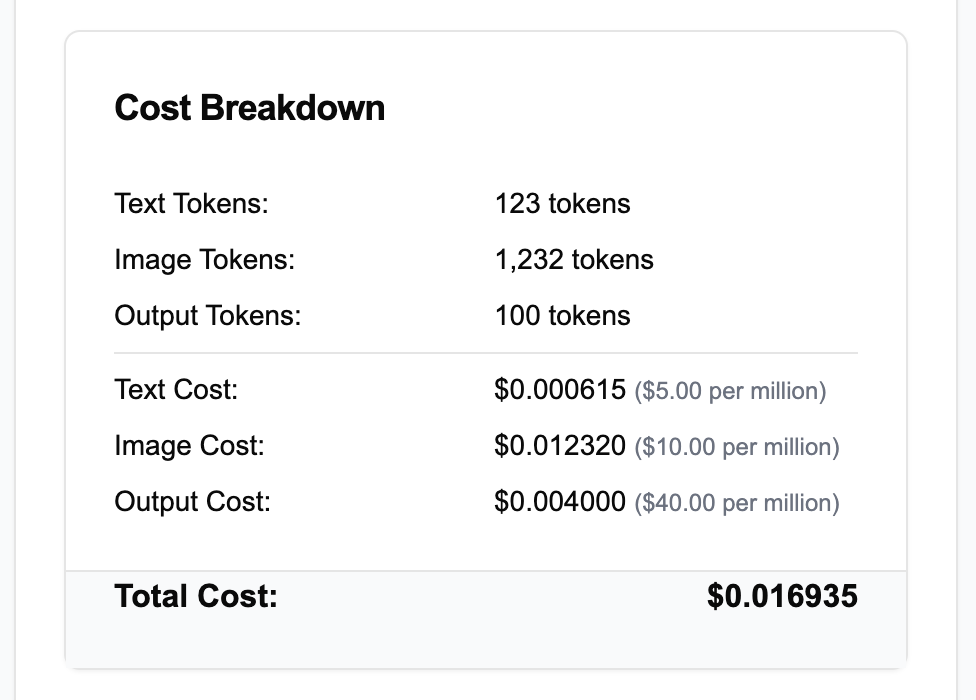 Cost Breakdown
Text Tokens: 123 tokens
Image Tokens: 1,232 tokens
Output Tokens: 100 tokens
Text Cost: $0.000615 ($5.00 per million)
Image Cost: $0.012320 ($10.00 per million)
Output Cost: $0.004000 ($40.00 per million)
Total Cost: $0.016935